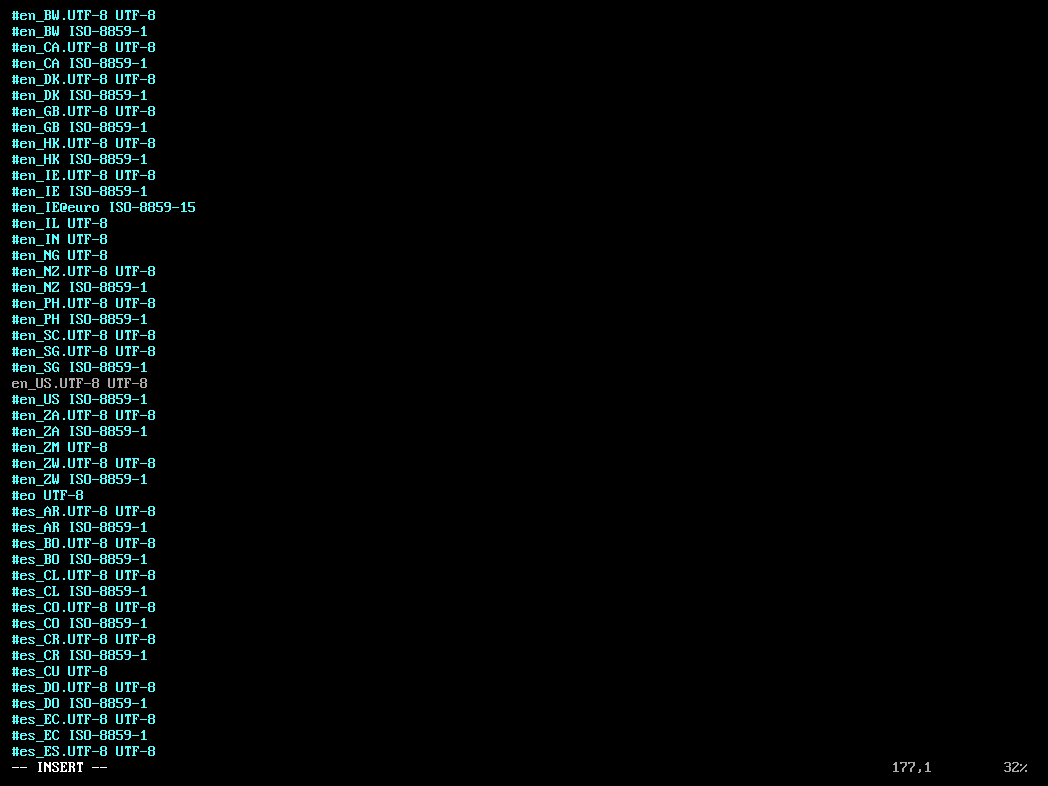 #en_BW.UTF-8 UTF-8
#en_BW ISO-8859-1
#en_CA.UTF-8 UTF-8
#en_CA ISO-8859-1
#en_DK.UTF-8 UTF-8
#en_DK ISO-8859-1
#en_GB.UTF-8 UTF-8
#en_GB ISO-8859-1
#en_HK.UTF-8 UTF-8
#en_HK ISO-8859-1
#en_IE.UTF-8 UTF-8
#en_IE ISO-8859-1
#en_IE@euro ISO-8859-15
#en_IL UTF-8
#en_IN UTF-8
#en_NG UTF-8
#en_NZ.UTF-8 UTF-8
#en_NZ ISO-8859-1
#en_PH.UTF-8 UTF-8
#en_PH ISO-8859-1
#en_SC.UTF-8 UTF-8
#en_SG.UTF-8 UTF-8
#en_SG ISO-8859-1
en_US.UTF-8 UTF-8
#en_US ISO-8859-1
#en_ZA.UTF-8 UTF-8
#en_ZA ISO-8859-1
#en_ZM UTF-8
#en_ZW.UTF-8 UTF-8
#en_ZW ISO-8859-1
#eo UTF-8
#es_AR.UTF-8 UTF-8
#es_AR ISO-8859-1
#es_BO.UTF-8 UTF-8
#es_BO ISO-8859-1
#es_CL.UTF-8 UTF-8
#es_CL ISO-8859-1
#es_CO.UTF-8 UTF-8
#es_CO ISO-8859-1
#es_CR.UTF-8 UTF-8
#es_CR ISO-8859-1
#es_CU UTF-8
#es_DO.UTF-8 UTF-8
#es_DO ISO-8859-1
#es_EC.UTF-8 UTF-8
#es_EC ISO-8859-1
#es_ES.UTF-8 UTF-8
-- INSERT -- 177,1 32%